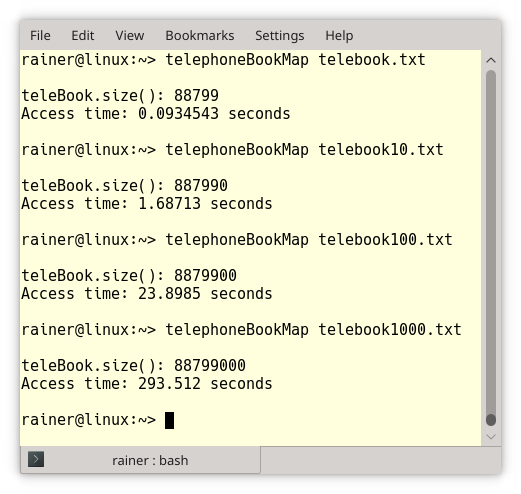 File Edit View Bookmarks Settings Help
rainer@linux:~> telephoneBookMap telebook.txt
teleBook.size(): 88799
Access time: 0.0934543 seconds
rainer@linux:~> telephoneBookMap telebook10.txt
teleBook.size(): 887990
Access time: 1.68713 seconds
rainer@linux:~> telephoneBookMap telebook100.txt
teleBook.size(): 8879900
Access time: 23.8985 seconds
rainer@linux:~> telephoneBookMap telebook1000.txt
teleBook.size(): 88799000
Access time: 293.512 seconds
rainer@linux:~>
rainer : bash